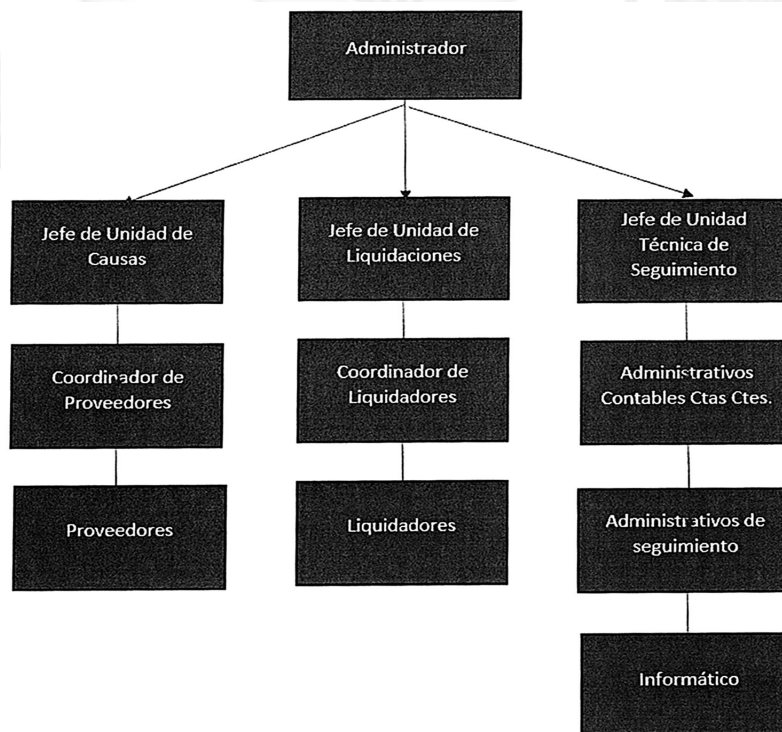 Administrador
Jefe de Unidad de
Causas
Jefe de Unidad de
Liquidaciones
Jefe de Unidad
Técnica de
Seguimiento
Coordinador de
Proveedores
Coordinador de
Liquidadores
Administrativos
Contables Ctas Ctes.
Proveedores
Liquidadores
Administrativos de
seguimiento
Informático